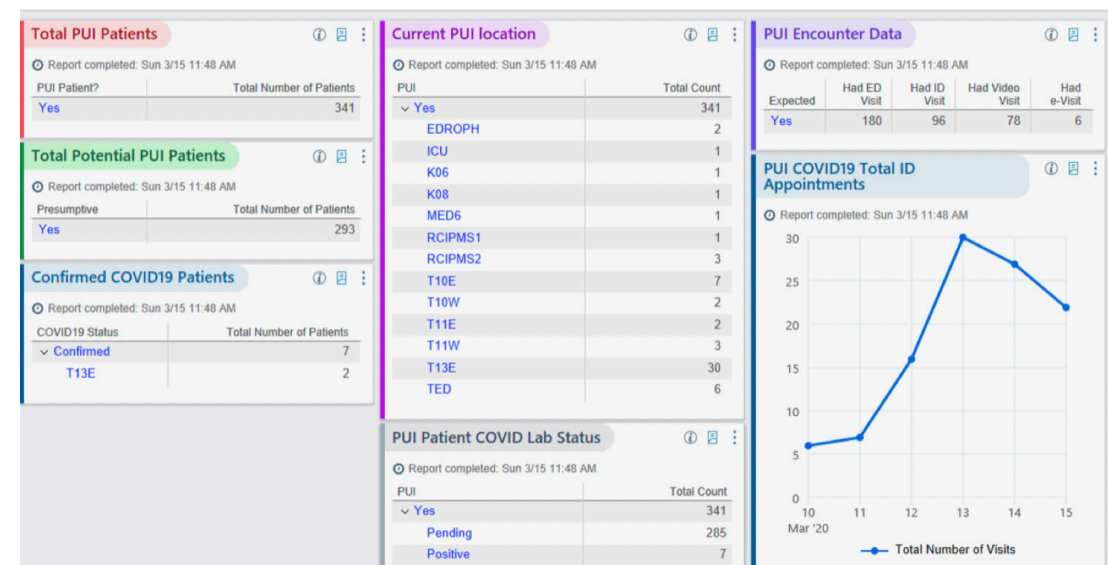 Total PUI Patients
Report completed: Sun 3/15 11:48 AM
PUI Patient? Total Number of Patients
Yes 341
Total Potential PUI Patients
Report completed: Sun 3/15 11:48 AM
Presumptive Total Number of Patients
Yes 293
Confirmed COVID19 Patients
Report completed: Sun 3/15 11:48 AM
COVID19 Status Total Number of Patients
Confirmed 7
T13E 2
Current PUI location
Report completed: Sun 3/15 11:48 AM
PUI Total Count
Yes 341
EDROPH 2
ICU 1
K06 1
K08 1
MED6 1
RCIPMS1 1
RCIPMS2 3
T10E 7
T10W 2
T11E 2
T11W 3
T13E 30
TED 6
PUI Patient COVID Lab Status
Report completed: Sun 3/15 11:48 AM
PUI Total Count
Yes 341
Pending 285
Positive 7
PUI Encounter Data
Report completed: Sun 3/15 11:48 AM
Had ED Had ID Had Video Had
Expected Visit Visit Visit e-Visit
Yes 180 96 78 6
PUI COVID19 Total ID
Appointments
Report completed: Sun 3/15 11:48 AM
30
25
20
15
10
5
0
10 11 12 13 14 15
Mar '20
Total Number of Visits